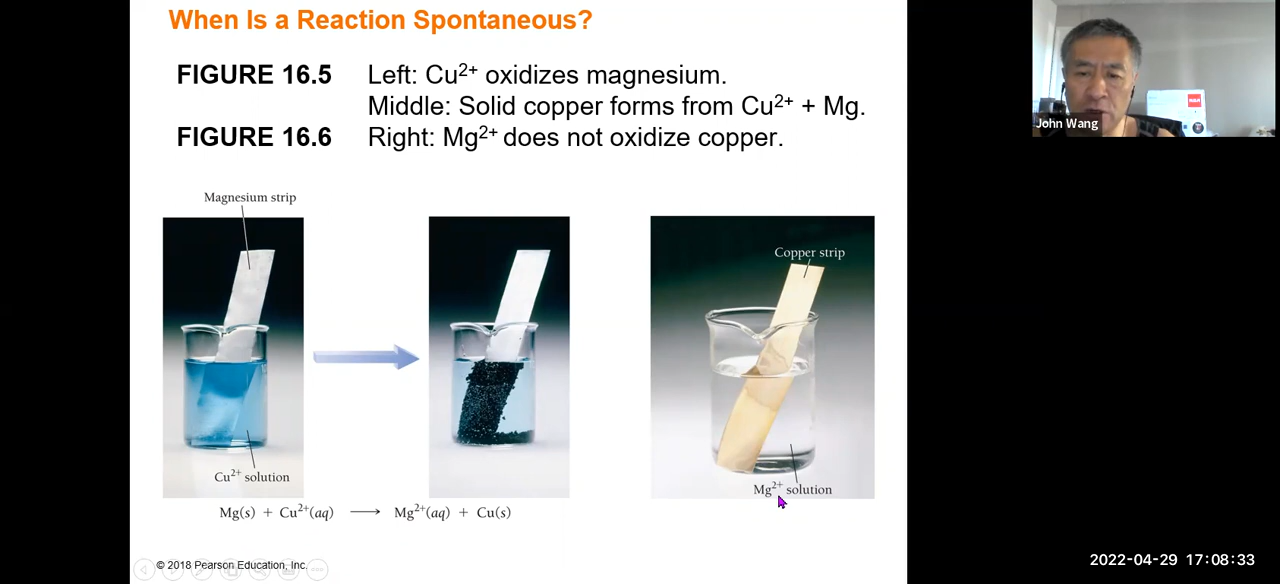 When Is a Reaction Spontaneous?
FIGURE 16.5 Left: Cu²⁺ oxidizes magnesium.
Middle: Solid copper forms from Cu²⁺ + Mg.
FIGURE 16.6 Right: Mg²⁺ does not oxidize copper.
John Wang
Magnesium strip
Copper strip
Cu²⁺ solution
Mg²⁺ solution
Mg(s) + Cu²⁺(aq) ⟶ Mg²⁺(aq) + Cu(s)
© 2018 Pearson Education, Inc.
2022-04-29 17:08:33